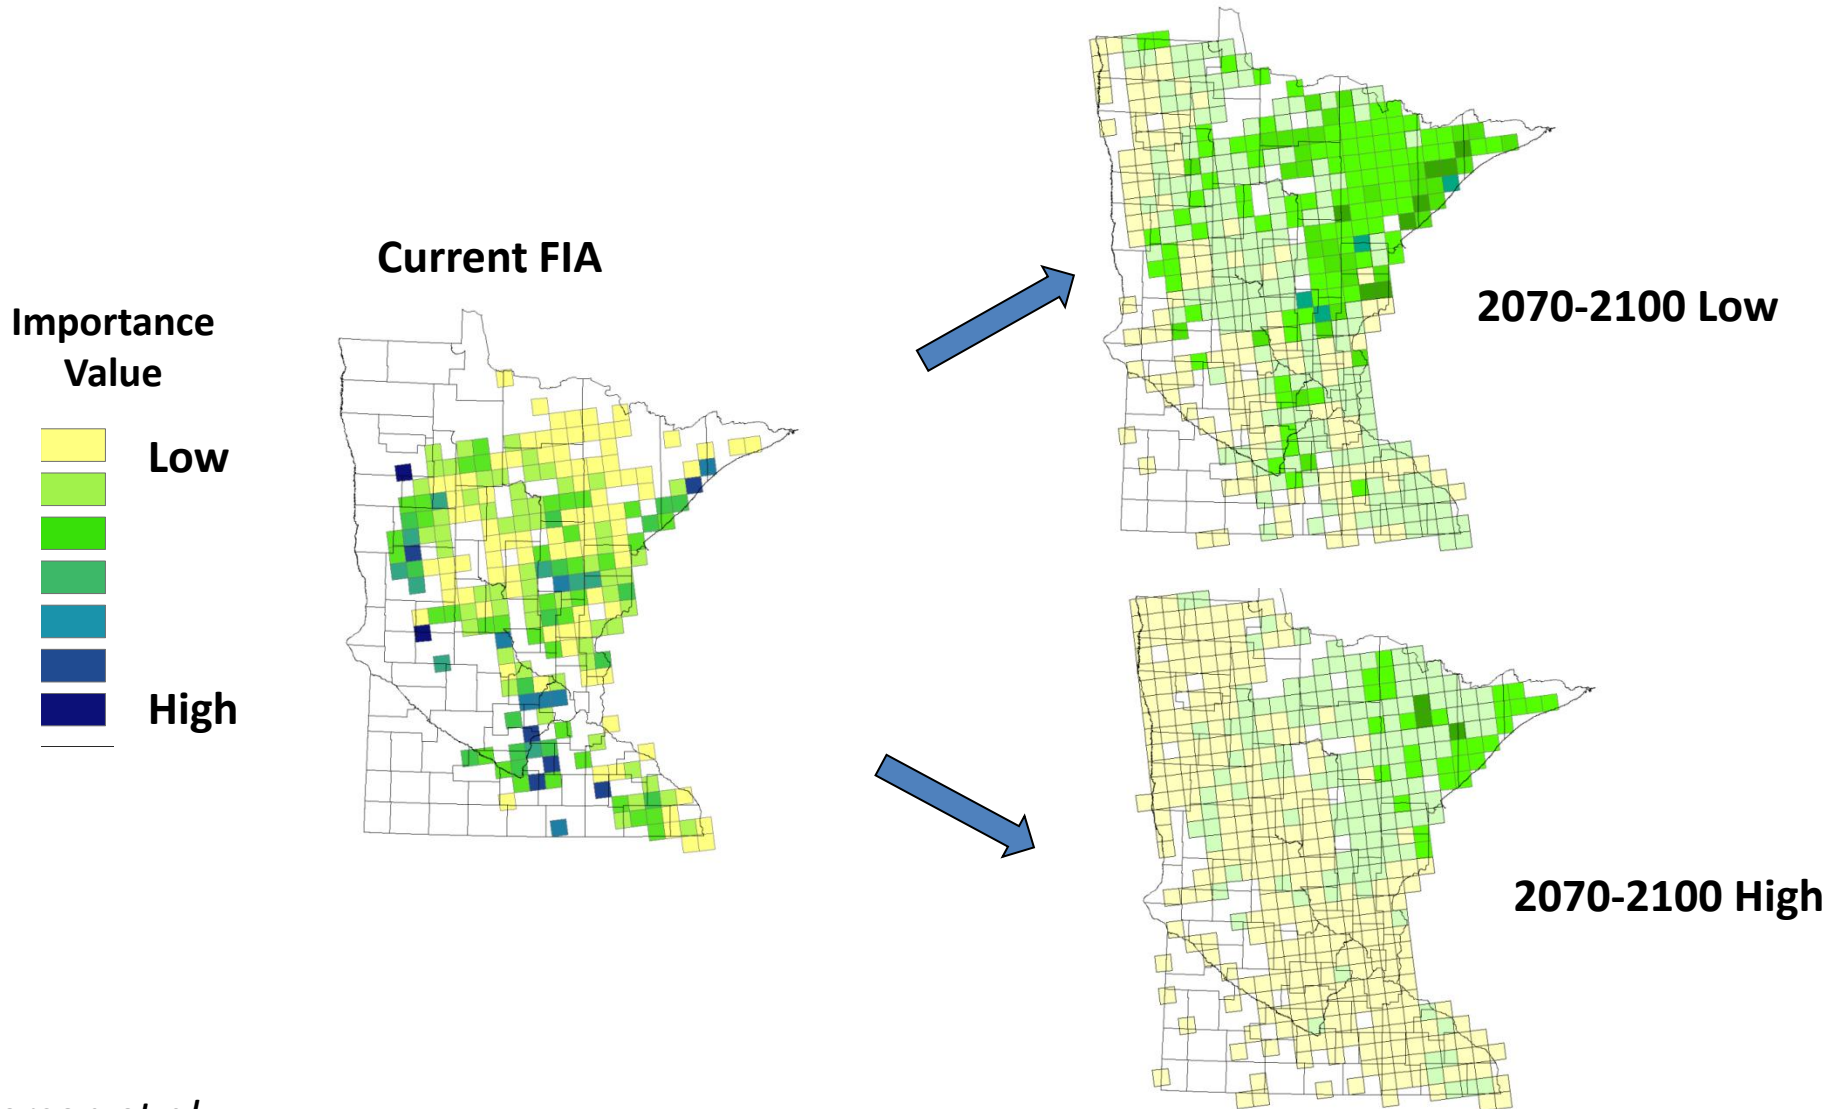 Current FIA
Importance
Value
Low
High
2070-2100 Low
2070-2100 High